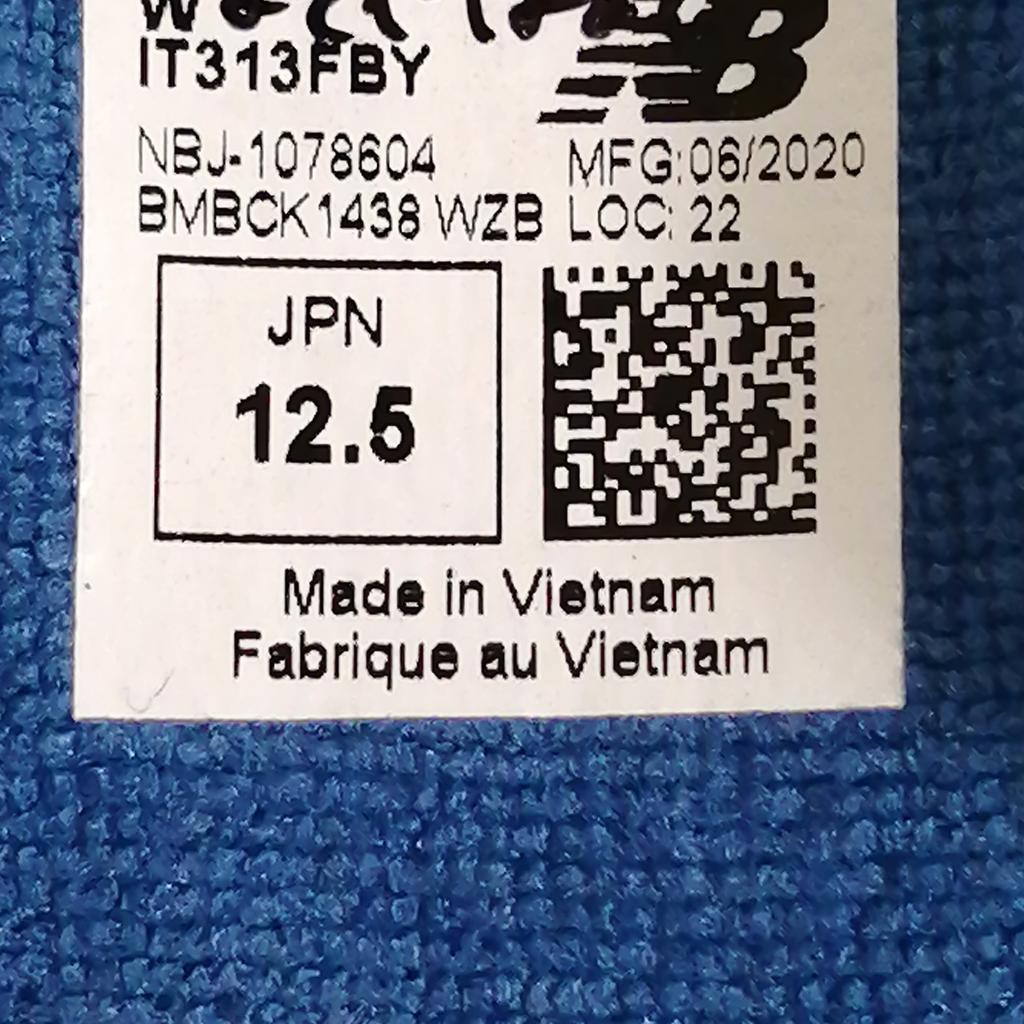 W
IT313FBY
NBJ-1078604 MFG:06/2020
BMBCK1438 WZB LOC: 22
JPN
12.5
Made in Vietnam
Fabrique au Vietnam